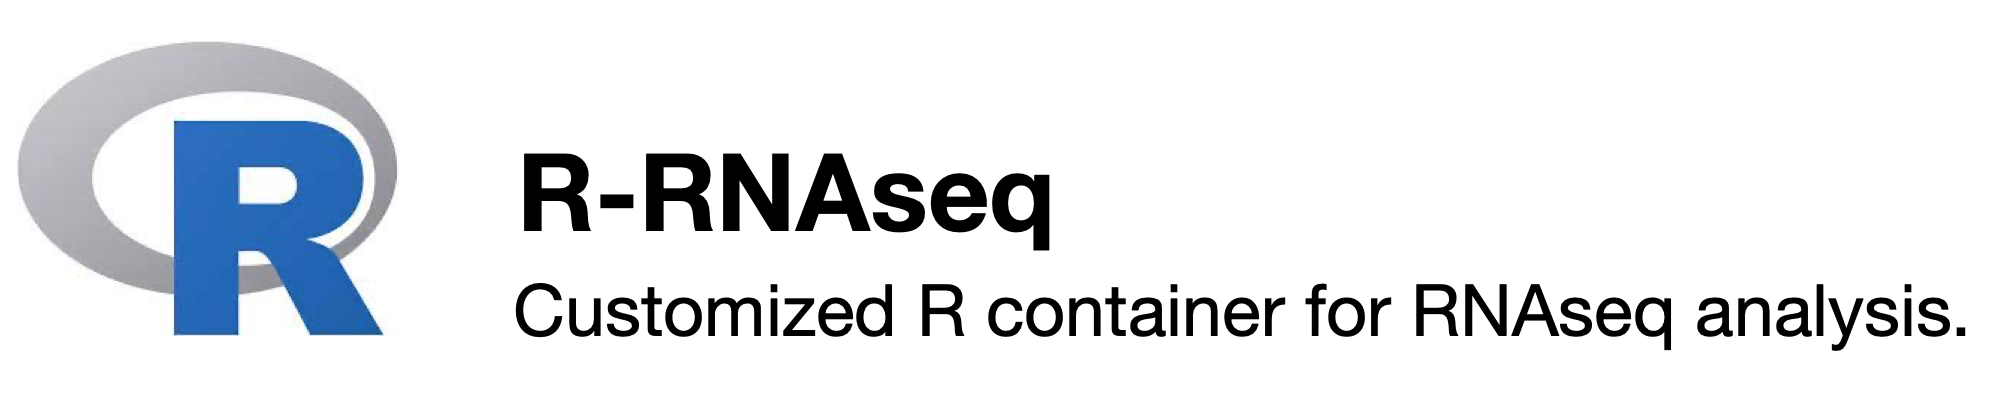 R
R-RNAseq
Customized R container for RNAseq analysis.